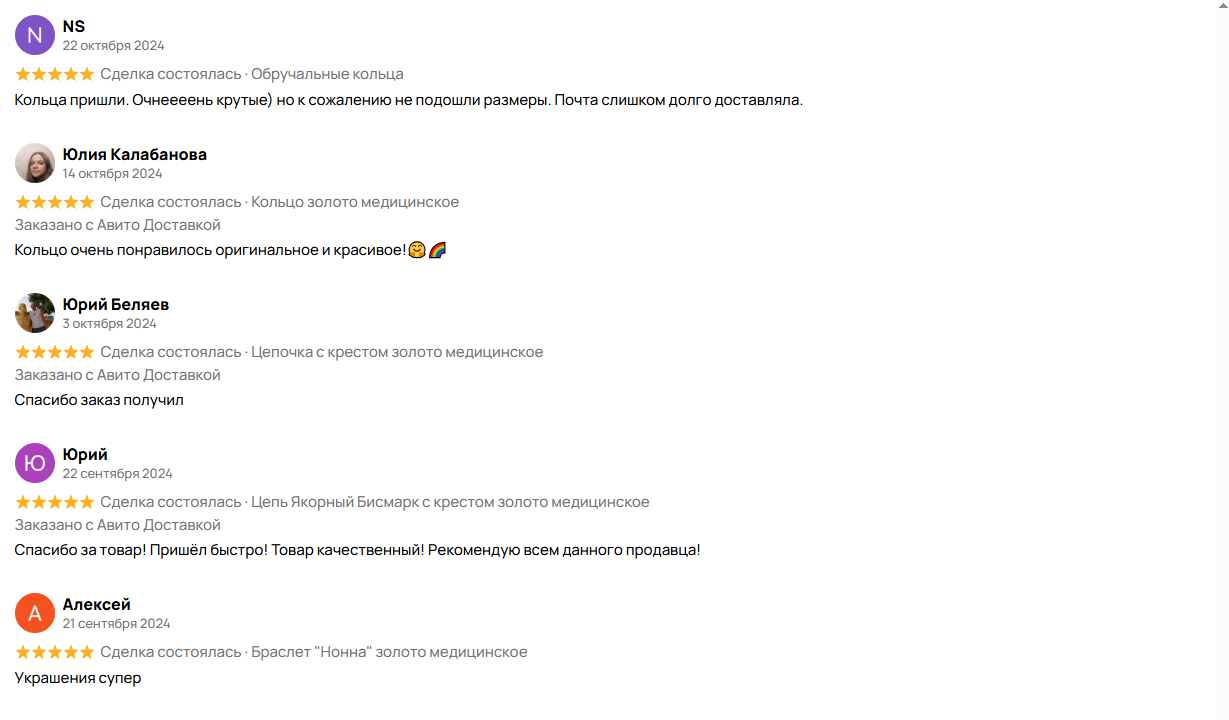 N
NS
22 октября 2024
Сделка состоялась · Обручальные кольца
Кольца пришли. Очнеееень крутые) но к сожалению не подошли размеры. Почта слишком долго доставляла.
Юлия Калабанова
14 октября 2024
Сделка состоялась · Кольцо золото медицинское
Заказано с Авито Доставкой
Кольцо очень понравилось оригинальное и красивое!🤗🌈
Юрий Беляев
3 октября 2024
Сделка состоялась · Цепочка с крестом золото медицинское
Заказано с Авито Доставкой
Спасибо заказ получил
Ю
Юрий
22 сентября 2024
Сделка состоялась · Цепь Якорный Бисмарк с крестом золото медицинское
Заказано с Авито Доставкой
Спасибо за товар! Пришёл быстро! Товар качественный! Рекомендую всем данного продавца!
А
Алексей
21 сентября 2024
Сделка состоялась · Браслет "Нонна" золото медицинское
Украшения супер